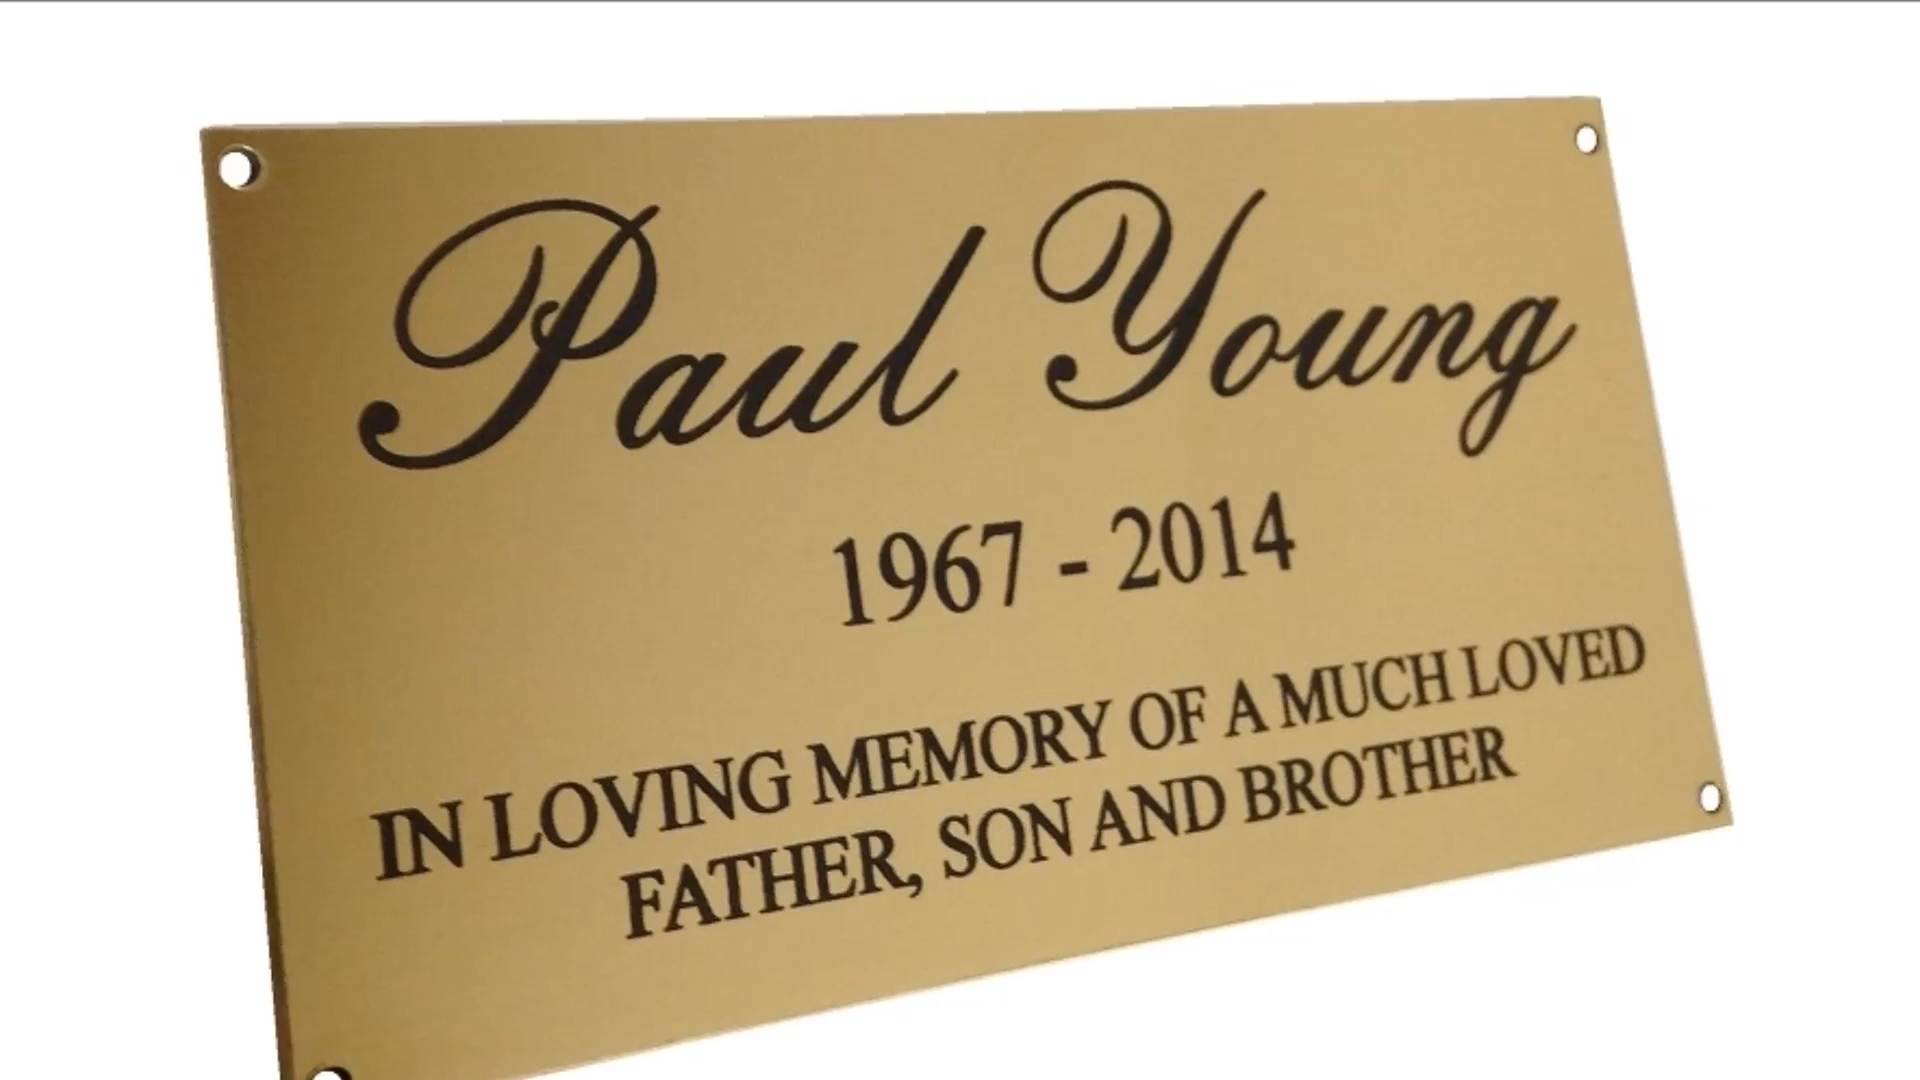 Paul Young
1967 - 2014
IN LOVING MEMORY OF A MUCH LOVED
FATHER, SON AND BROTHER